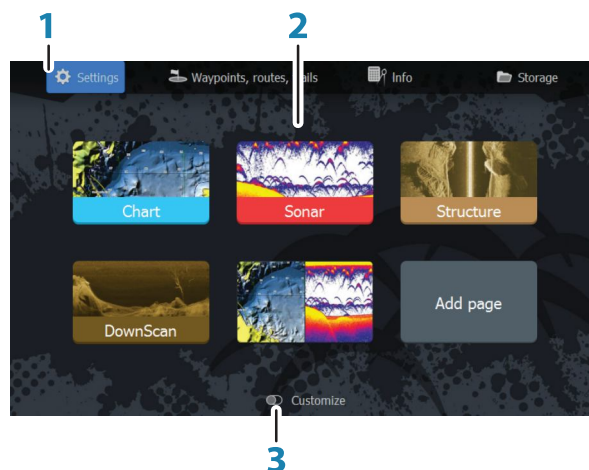 1 2
Settings Waypoints, routes, ails Info Storage
Chart Sonar Structure
DownScan Add page
Customize
3